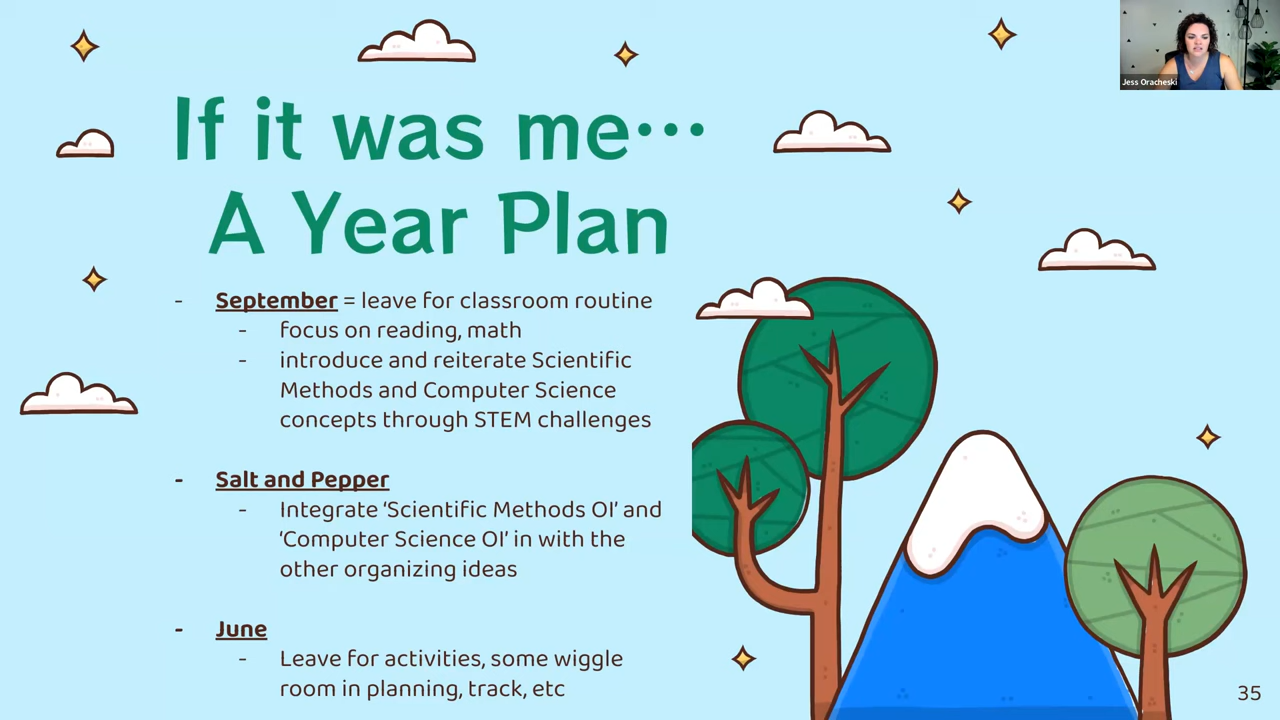 Jess Oracheski
If it was me...
A Year Plan
- September = leave for classroom routine
- focus on reading, math
- introduce and reiterate Scientific
Methods and Computer Science
concepts through STEM challenges
- Salt and Pepper
- Integrate ‘Scientific Methods OI’ and
‘Computer Science OI’ in with the
other organizing ideas
- June
- Leave for activities, some wiggle
room in planning, track, etc
35